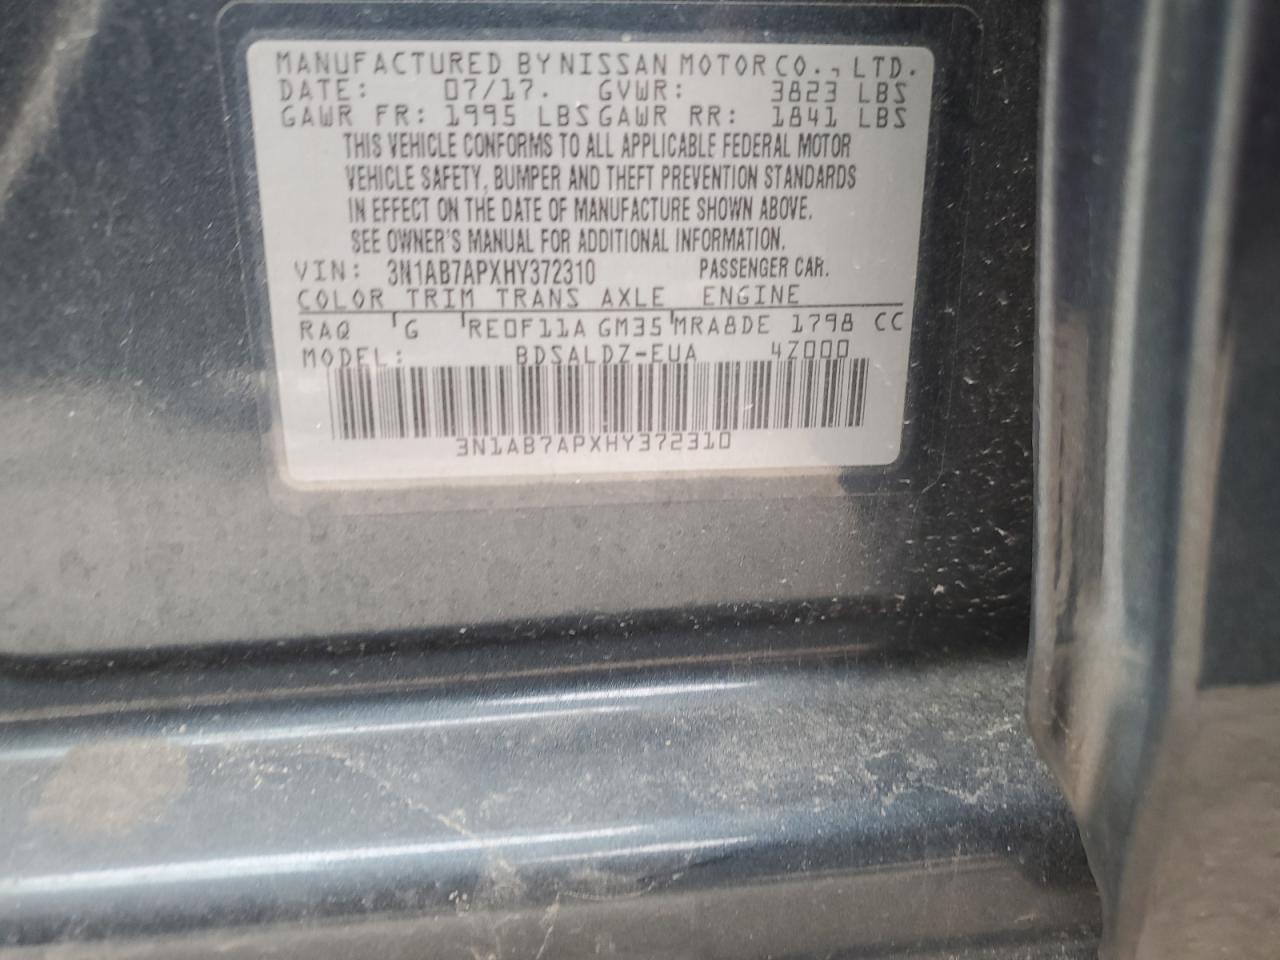 MANUFACTURED BY NISSAN MOTOR CO., LTD.
DATE: 07/17. GVWR: 3823 LBS
GAWR FR: 1995 LBS GAWR RR: 1841 LBS
THIS VEHICLE CONFORMS TO ALL APPLICABLE FEDERAL MOTOR
VEHICLE SAFETY, BUMPER AND THEFT PREVENTION STANDARDS
IN EFFECT ON THE DATE OF MANUFACTURE SHOWN ABOVE.
SEE OWNER'S MANUAL FOR ADDITIONAL INFORMATION.
VIN: 3N1AB7APXHY372310 PASSENGER CAR.
COLOR TRIM TRANS AXLE ENGINE
RAQ G RE0F11A GM35 MRA8DE 1798 CC
MODEL: BDSALDZ-EUA 4Z000
3N1AB7APXHY372310